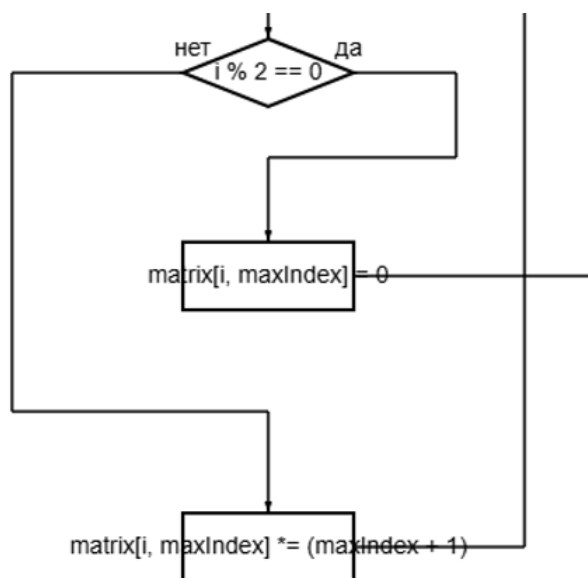 нет
да
i % 2 == 0
matrix[i, maxIndex] = 0
matrix[i, maxIndex] *= (maxIndex + 1)